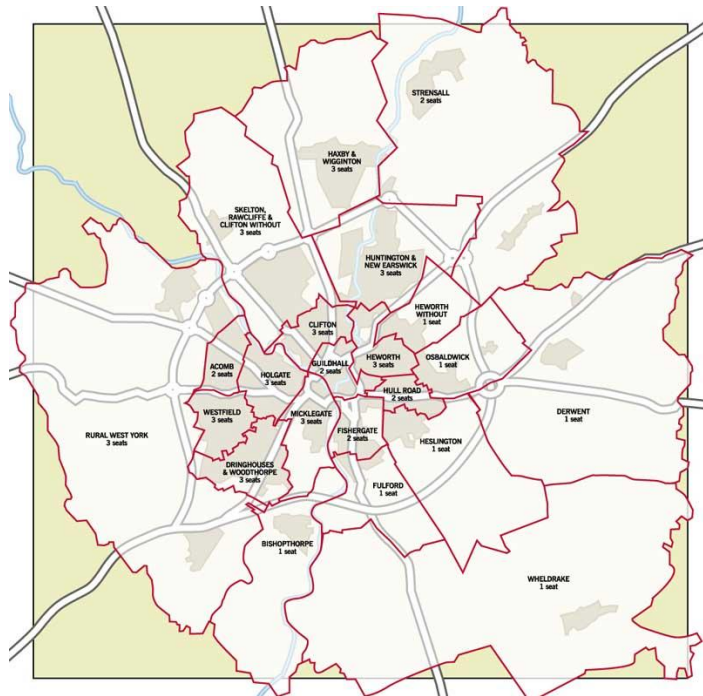 STRENSALL
2 seats
HAXBY &
WIGGINTON
3 seats
SKELTON,
RAWCLIFFE &
CLIFTON WITHOUT
3 seats
HUNTINGTON &
NEW EARSWICK
3 seats
HEWORTH
WITHOUT
1 seat
CLIFTON
3 seats
GUILDHALL
2 seats
HEWORTH
3 seats
OSBALDWICK
1 seat
ACOMB
2 seats
HOLGATE
3 seats
HULL ROAD
2 seats
WESTFIELD
3 seats
MICKLEGATE
3 seats
DERWENT
1 seat
RURAL WEST YORK
3 seats
FISHERGATE
2 seats
HESLINGTON
1 seat
DRINGHOUSES
& WOODTHORPE
3 seats
FULFORD
1 seat
BISHOPTHORPE
1 seat
WHELDRAKE
1 seat